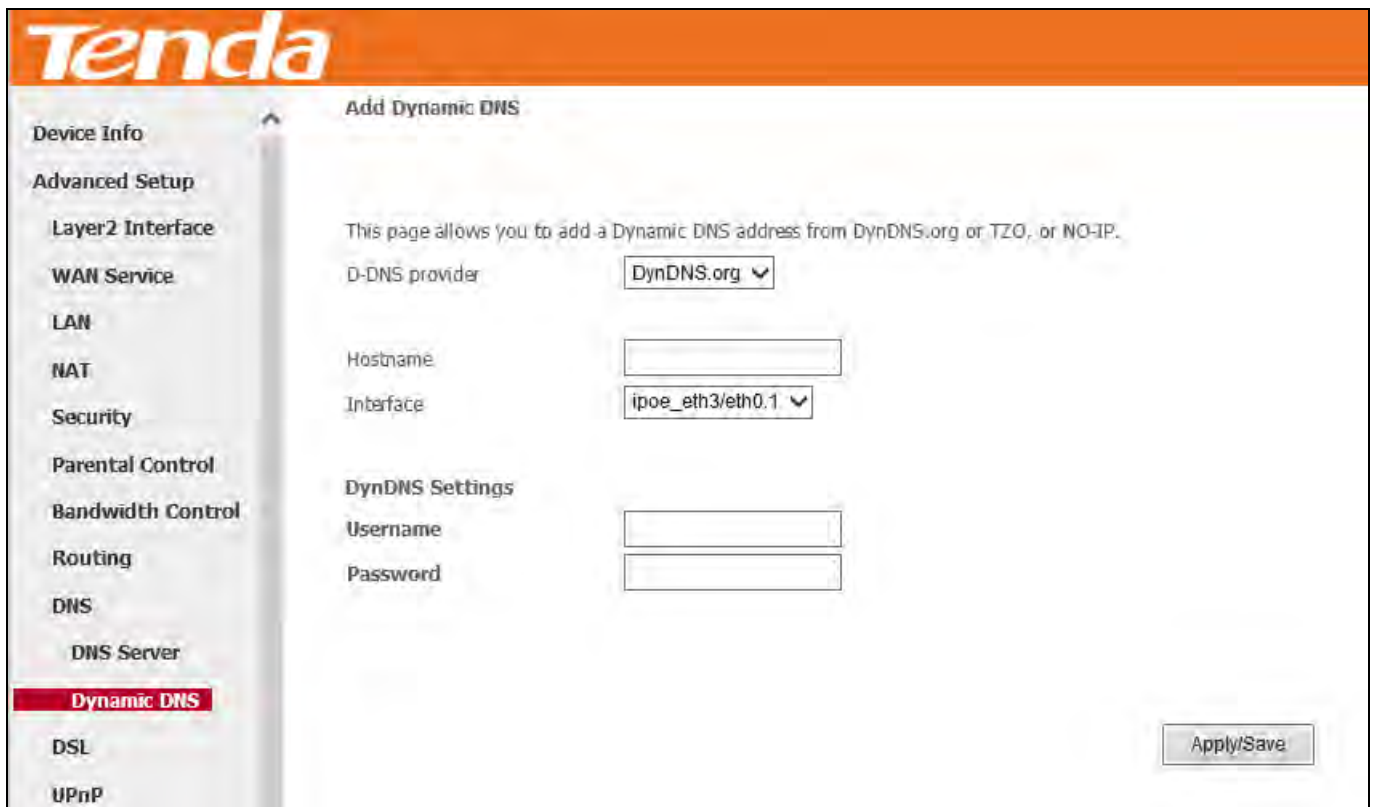 Tenda
Device Info
Advanced Setup
Layer2 Interface
WAN Service
LAN
NAT
Security
Parental Control
Bandwidth Control
Routing
DNS
DNS Server
Dynamic DNS
DSL
UPnP
Add Dynamic DNS
This page allows you to add a Dynamic DNS address from DynDNS.org or TZO, or NO-IP.
D-DNS provider DynDNS.org
Hostname
Interface ipoe_eth3/eth0.1
DynDNS Settings
Username
Password
Apply/Save